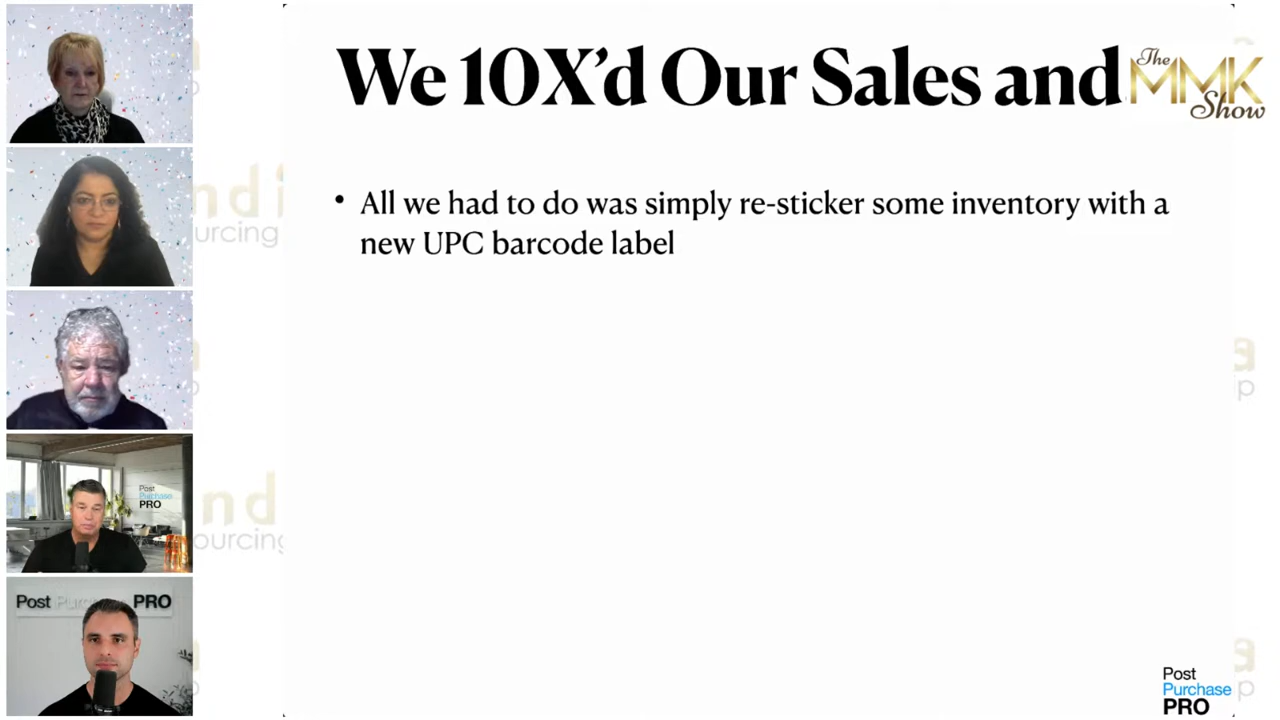 We 10X'd Our Sales and
The
MMK
Show
• All we had to do was simply re-sticker some inventory with a
new UPC barcode label
Post
Purchase
PRO
Post Purchase PRO
Post
Purchase
PRO